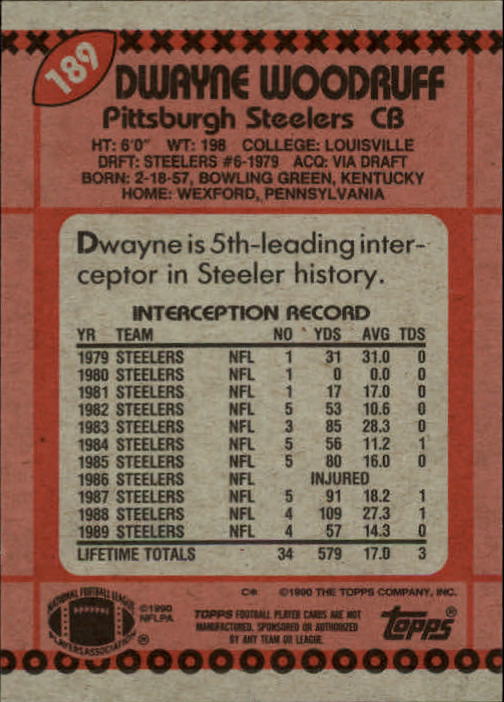 189
DWAYNE WOODRUFF
Pittsburgh Steelers CB
HT: 6'0" WT: 198 COLLEGE: LOUISVILLE
DRFT: STEELERS #6-1979 ACQ: VIA DRAFT
BORN: 2-18-57, BOWLING GREEN, KENTUCKY
HOME: WEXFORD, PENNSYLVANIA
Dwayne is 5th-leading inter-
ceptor in Steeler history.
INTERCEPTION RECORD
YR TEAM NO YDS AVG TDS
1979 STEELERS NFL 1 31 31.0 0
1980 STEELERS NFL 1 0 0.0 0
1981 STEELERS NFL 1 17 17.0 0
1982 STEELERS NFL 5 53 10.6 0
1983 STEELERS NFL 3 85 28.3 0
1984 STEELERS NFL 5 56 11.2 1
1985 STEELERS NFL 5 80 16.0 0
1986 STEELERS NFL INJURED
1987 STEELERS NFL 5 91 18.2 1
1988 STEELERS NFL 4 109 27.3 1
1989 STEELERS NFL 4 57 14.3 0
LIFETIME TOTALS 34 579 17.0 3
C* ©1990 THE TOPPS COMPANY, INC.
NATIONAL FOOTBALL LEAGUE
PLAYERS ASSOCIATION ®
©1990
NFLPA
TOPPS FOOTBALL PLAYER CARDS ARE NOT
MANUFACTURED, SPONSORED OR AUTHORIZED
BY ANY TEAM OR LEAGUE.
topps®